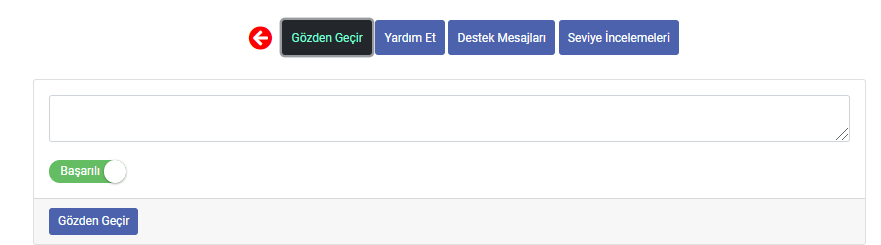 Gözden Geçir Yardım Et Destek Mesajları Seviye İncelemeleri
Başarılı
Gözden Geçir